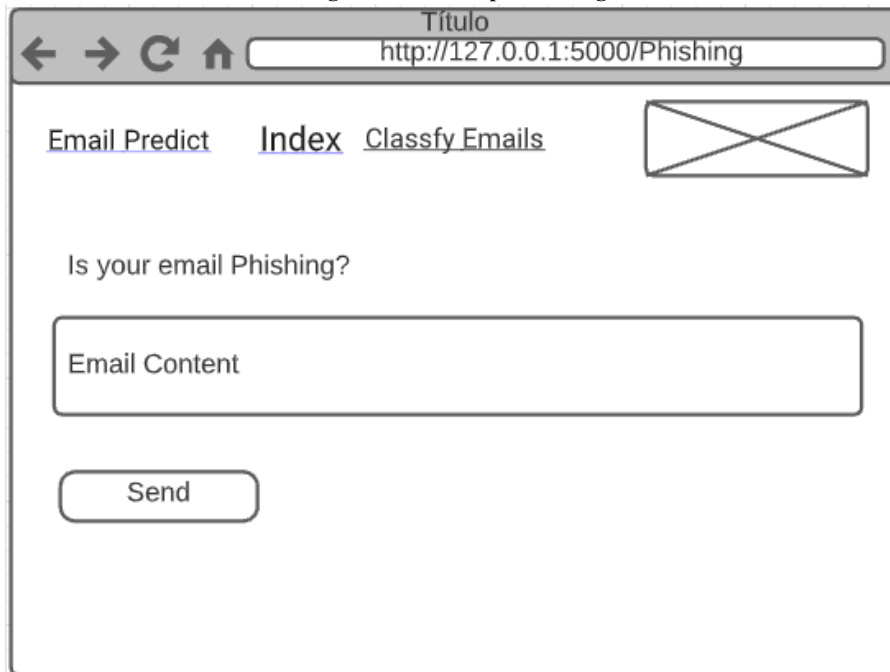 Título
http://127.0.0.1:5000/Phishing
Email Predict Index Classfy Emails
Is your email Phishing?
Email Content
Send